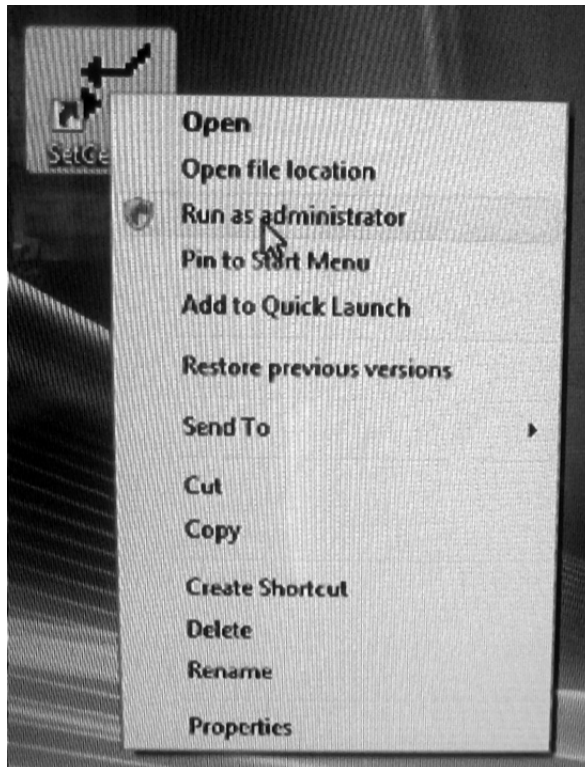 Open
Open file location
Run as administrator
Pin to Start Menu
Add to Quick Launch
Restore previous versions
Send To
Cut
Copy
Create Shortcut
Delete
Rename
Properties